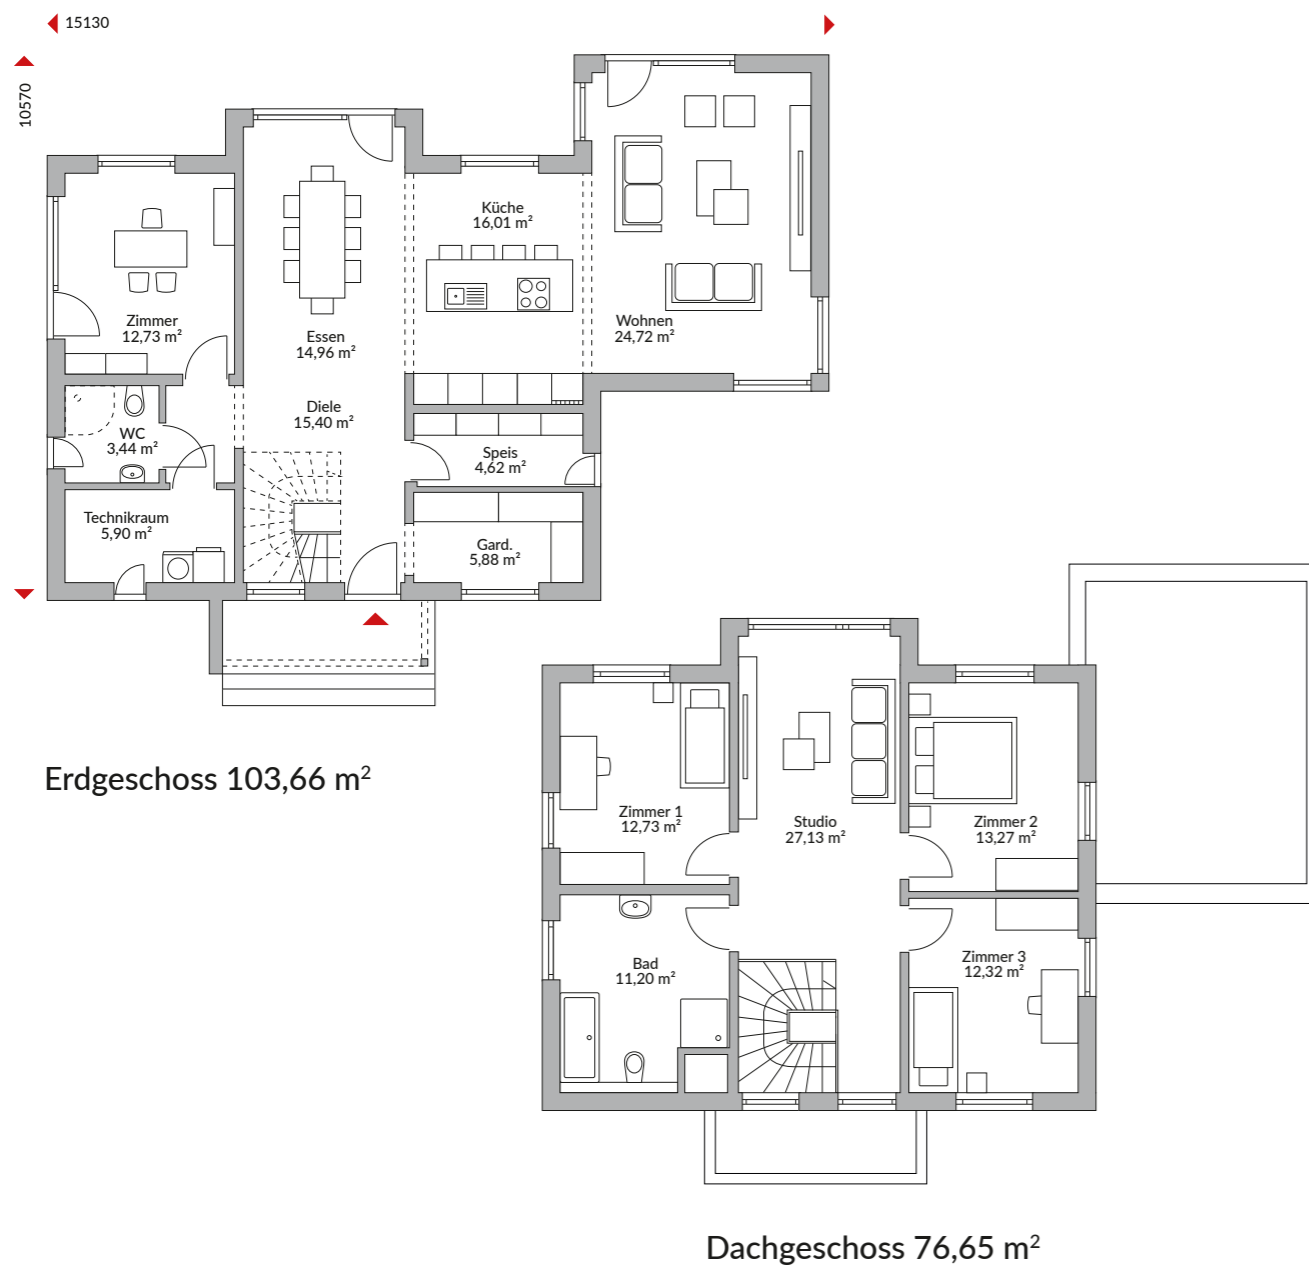 15130
10570
Küche
16,01 m²
Zimmer
12,73 m²
Essen
14,96 m²
Wohnen
24,72 m²
Diele
15,40 m²
WC
3,44 m²
Speis
4,62 m²
Technikraum
5,90 m²
Gard.
5,88 m²
Erdgeschoss 103,66 m²
Zimmer 1
12,73 m²
Studio
27,13 m²
Zimmer 2
13,27 m²
Bad
11,20 m²
Zimmer 3
12,32 m²
Dachgeschoss 76,65 m²